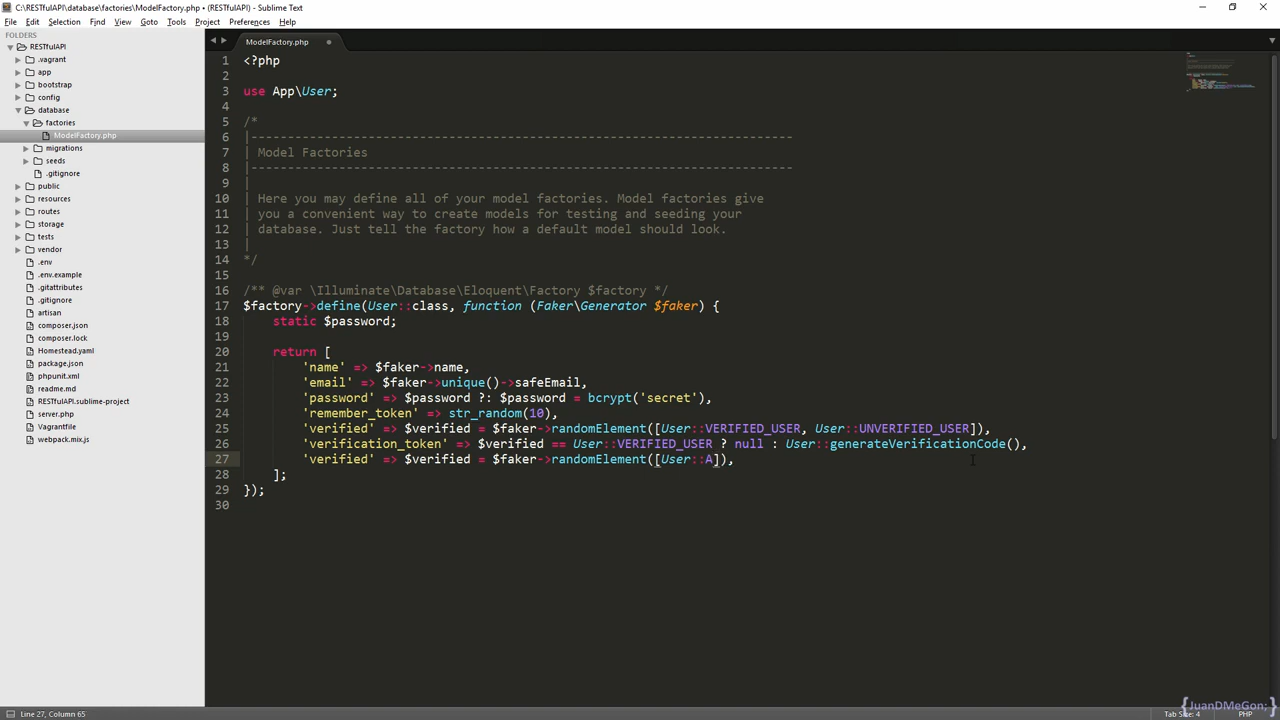 C:\RESTfulAPI\database\factories\ModelFactory.php • (RESTfulAPI) - Sublime Text
File Edit Selection Find View Goto Tools Project Preferences Help
FOLDERS
RESTfulAPI
.vagrant
app
bootstrap
config
database
factories
ModelFactory.php
migrations
seeds
.gitignore
public
resources
routes
storage
tests
vendor
.env
.env.example
.gitattributes
.gitignore
artisan
composer.json
composer.lock
Homestead.yaml
package.json
phpunit.xml
readme.md
RESTfulAPI.sublime-project
server.php
Vagrantfile
webpack.mix.js
ModelFactory.php
1 <?php
2
3 use App\User;
4
5 /*
6 |--------------------------------------------------------------------------
7 | Model Factories
8 |--------------------------------------------------------------------------
9 |
10 | Here you may define all of your model factories. Model factories give
11 | you a convenient way to create models for testing and seeding your
12 | database. Just tell the factory how a default model should look.
13 |
14 */
15
16 /** @var \Illuminate\Database\Eloquent\Factory $factory */
17 $factory->define(User::class, function (Faker\Generator $faker) {
18     static $password;
19
20     return [
21         'name' => $faker->name,
22         'email' => $faker->unique()->safeEmail,
23         'password' => $password ?: $password = bcrypt('secret'),
24         'remember_token' => str_random(10),
25         'verified' => $verified = $faker->randomElement([User::VERIFIED_USER, User::UNVERIFIED_USER]),
26         'verification_token' => $verified == User::VERIFIED_USER ? null : User::generateVerificationCode(),
27         'verified' => $verified = $faker->randomElement([User::A]),
28     ];
29 });
30
Line 27, Column 65
Tab Size: 4
PHP
{JuanDMeGon;}